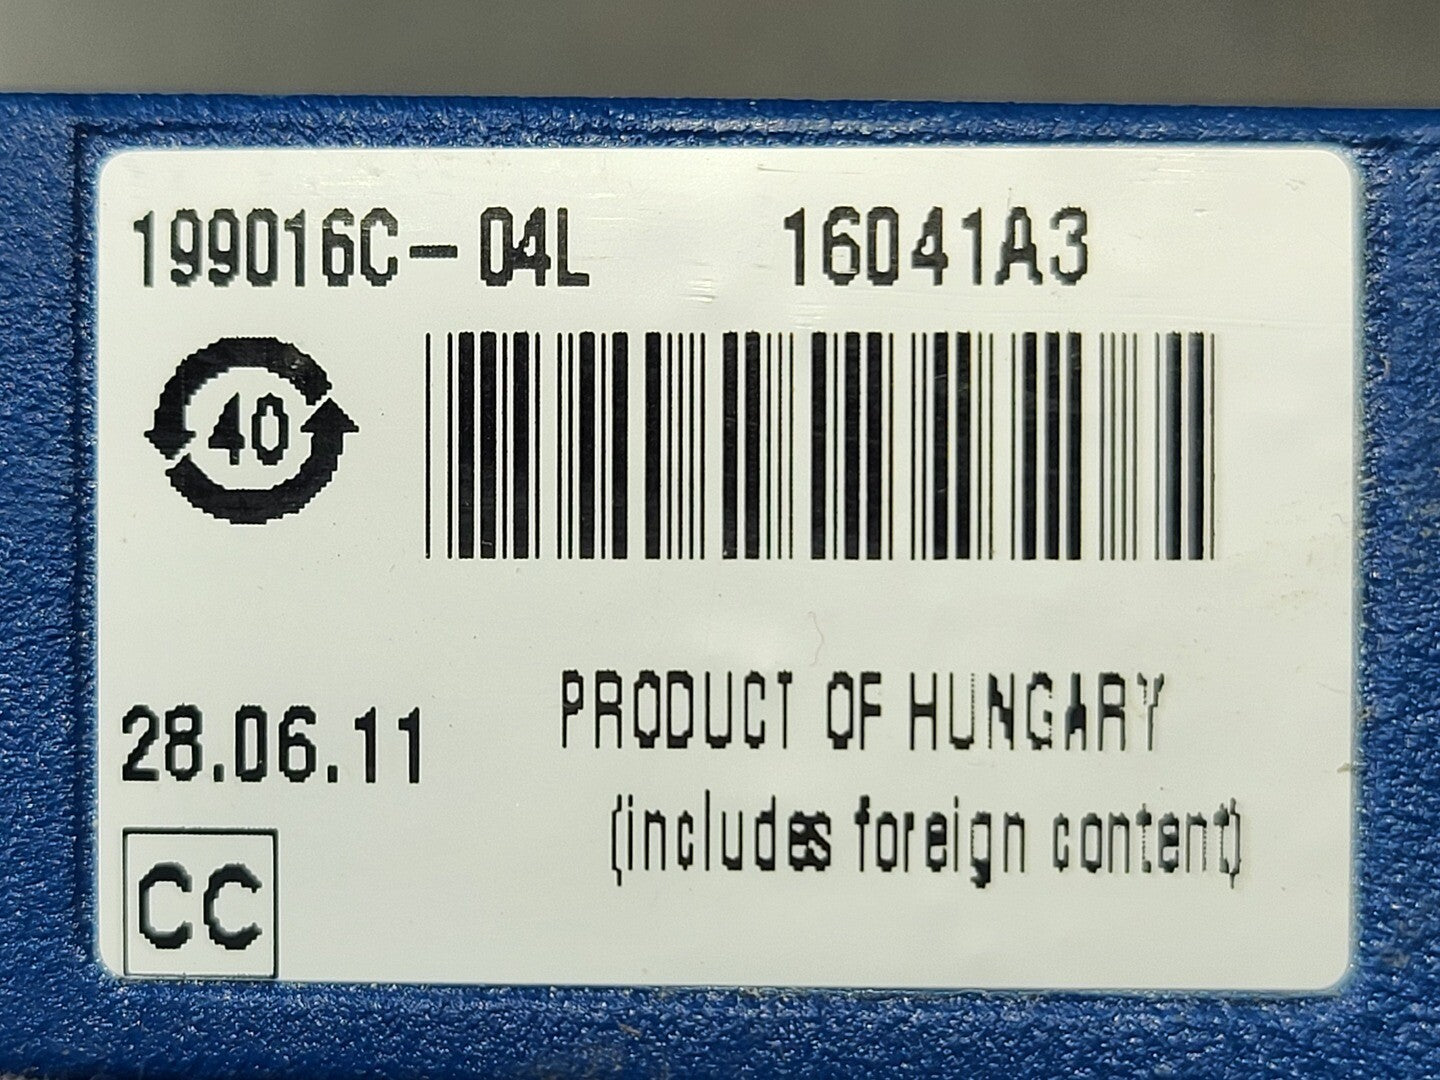 199016C-04L 16041A3
40
28.06.11
PRODUCT OF HUNGARY
(includes foreign content)
CC